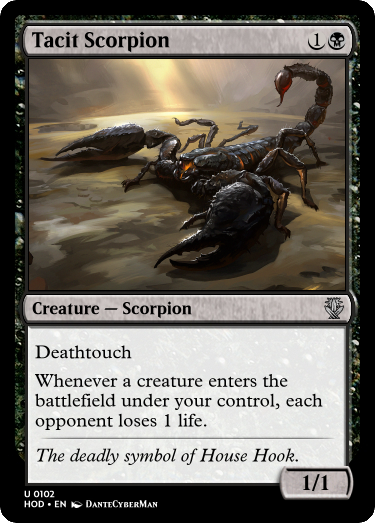 Tacit Scorpion 1
Creature — Scorpion
Deathtouch
Whenever a creature enters the
battlefield under your control, each
opponent loses 1 life.
The deadly symbol of House Hook.
1/1
U 0102
HOD • EN DanteCyberMan